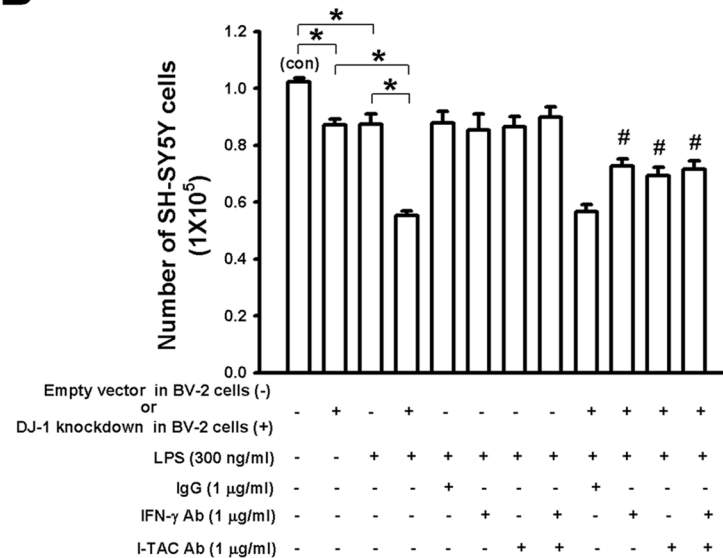 B
1.2
1.0
0.8
0.6
0.4
0.2
0.0
Number of SH-SY5Y cells
(1X10⁵)
(con)
*
*
*
*
#
#
#
Empty vector in BV-2 cells (-)
or
DJ-1 knockdown in BV-2 cells (+)
- + - + - - - - + + + +
LPS (300 ng/ml)
- - + + + + + + + + + +
IgG (1 μg/ml)
- - - - + - - - + - - -
IFN-γ Ab (1 μg/ml)
- - - - - + - + - + - +
I-TAC Ab (1 μg/ml)
- - - - - - + + - - + +